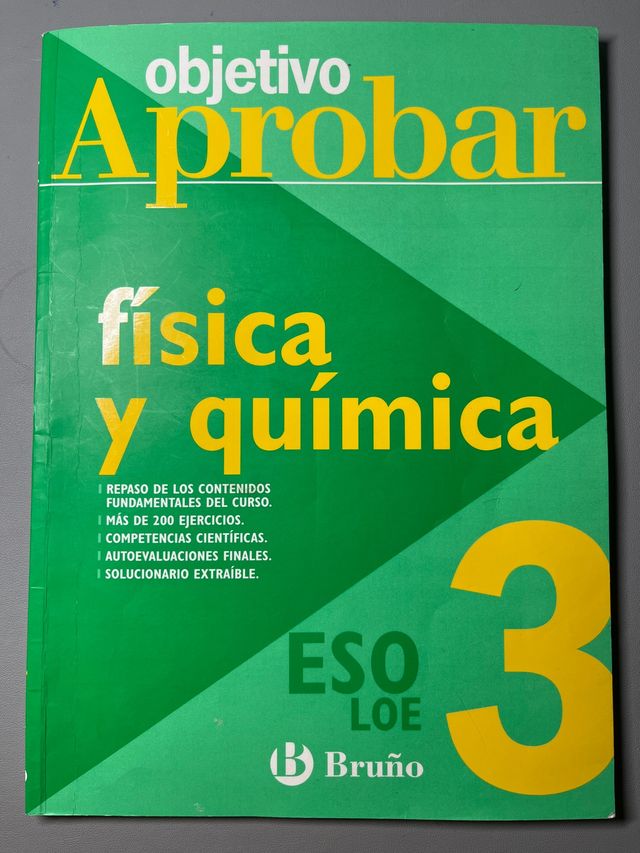 objetivo
Aprobar
física
y química
REPASO DE LOS CONTENIDOS
FUNDAMENTALES DEL CURSO.
MÁS DE 200 EJERCICIOS.
COMPETENCIAS CIENTÍFICAS.
AUTOEVALUACIONES FINALES.
SOLUCIONARIO EXTRAÍBLE.
3
ESO
LOE
B Bruño